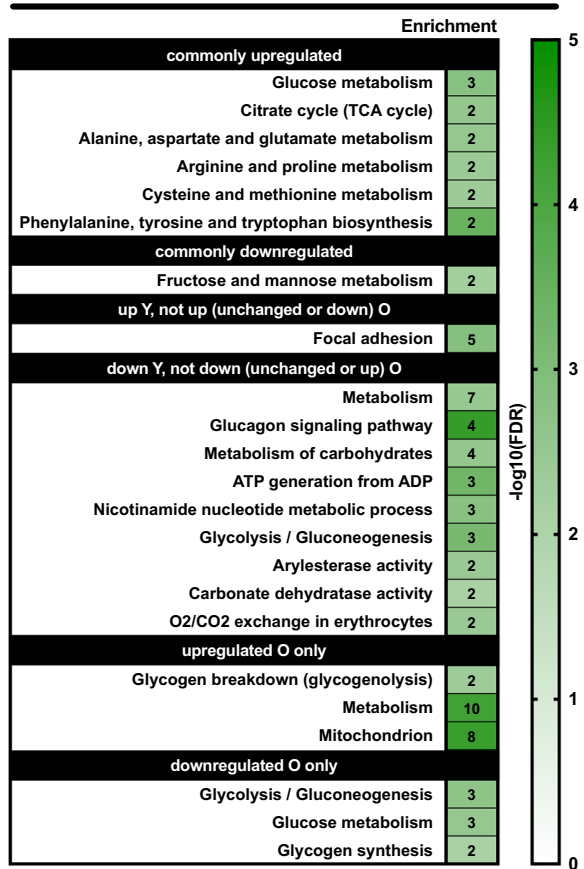 Enrichment
commonly upregulated
Glucose metabolism 3
Citrate cycle (TCA cycle) 2
Alanine, aspartate and glutamate metabolism 2
Arginine and proline metabolism 2
Cysteine and methionine metabolism 2
Phenylalanine, tyrosine and tryptophan biosynthesis 2
commonly downregulated
Fructose and mannose metabolism 2
up Y, not up (unchanged or down) O
Focal adhesion 5
down Y, not down (unchanged or up) O
Metabolism 7
Glucagon signaling pathway 4
Metabolism of carbohydrates 4
ATP generation from ADP 3
Nicotinamide nucleotide metabolic process 3
Glycolysis / Gluconeogenesis 3
Arylesterase activity 2
Carbonate dehydratase activity 2
O2/CO2 exchange in erythrocytes 2
upregulated O only
Glycogen breakdown (glycogenolysis) 2
Metabolism 10
Mitochondrion 8
downregulated O only
Glycolysis / Gluconeogenesis 3
Glucose metabolism 3
Glycogen synthesis 2
-log10(FDR)
5
4
3
2
1
0